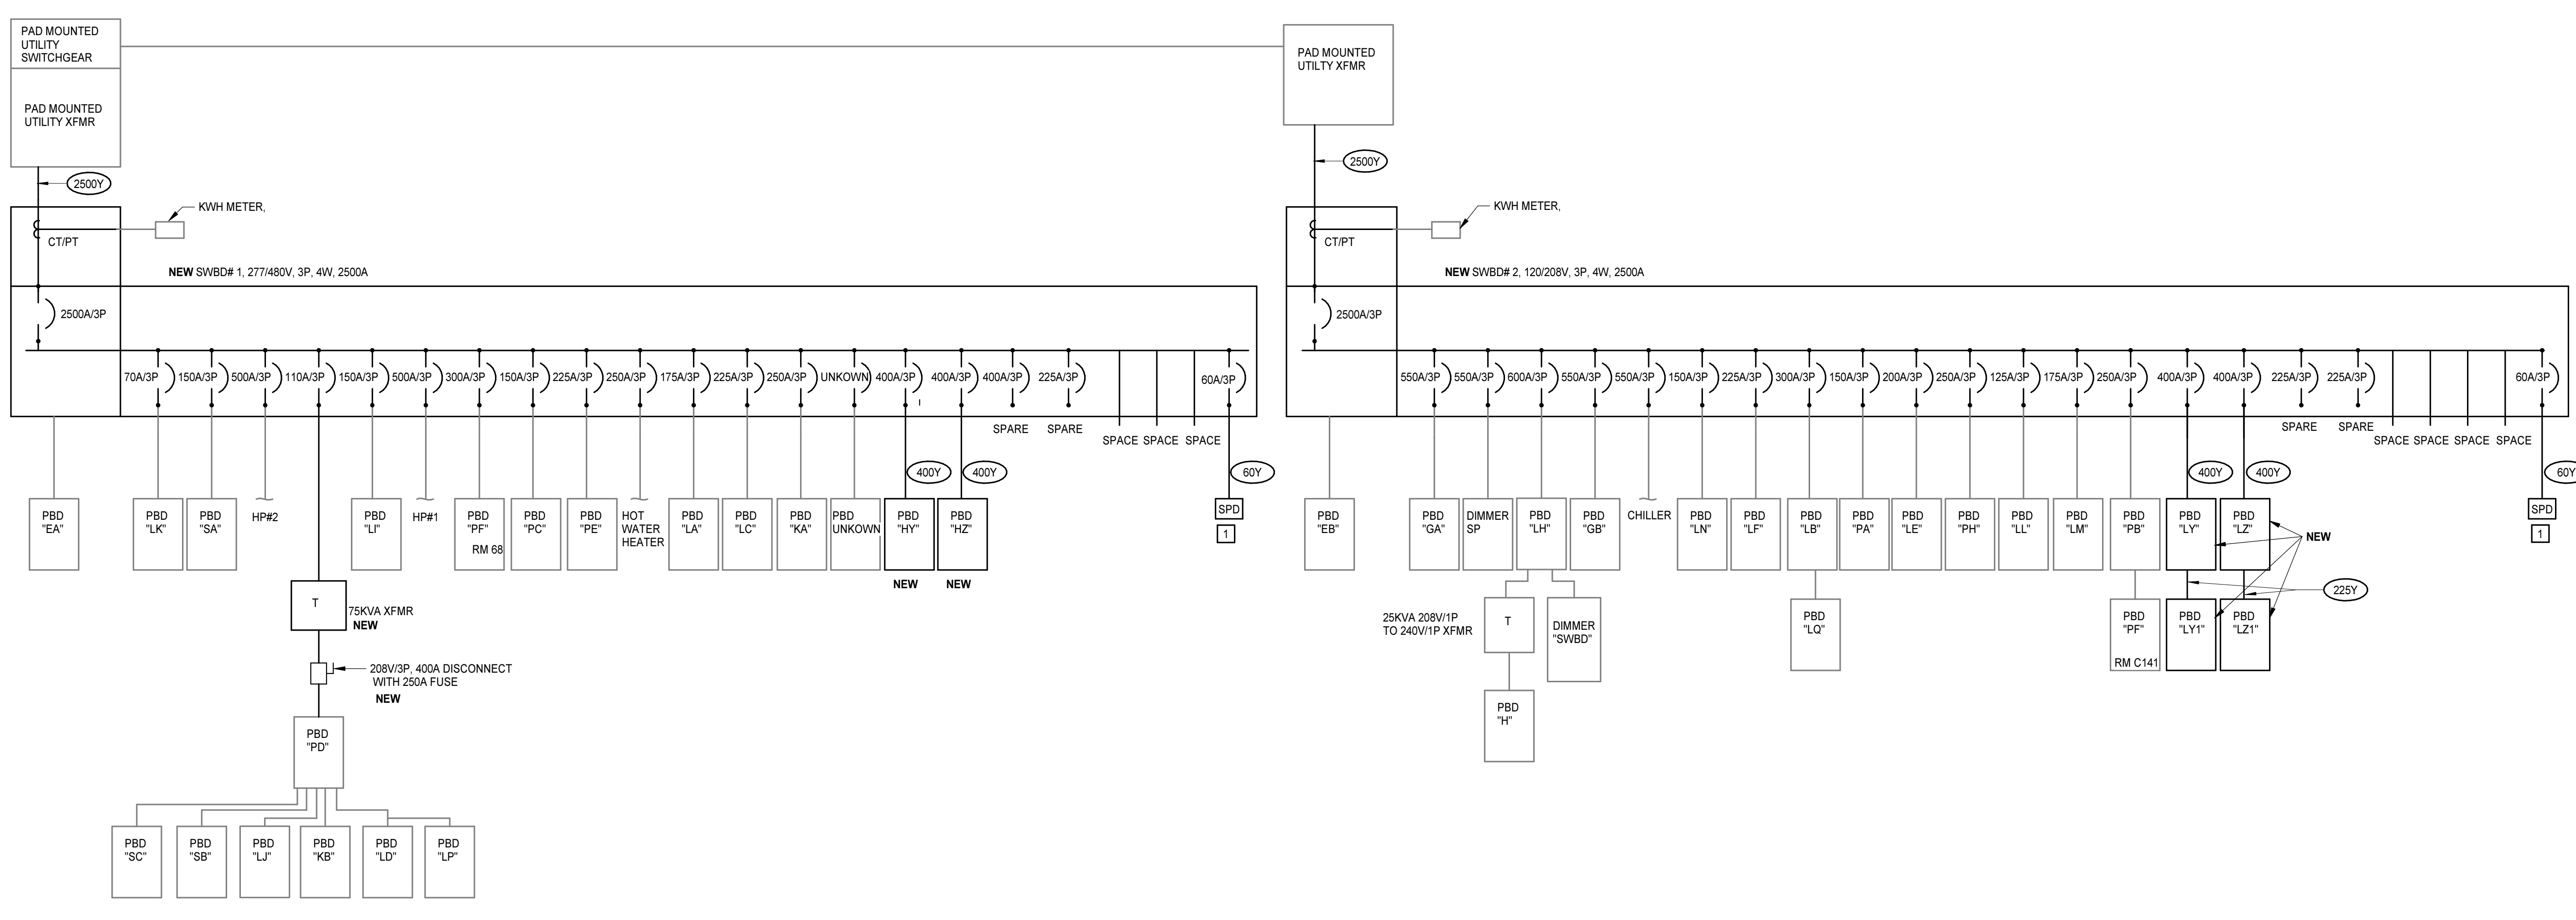 PAD MOUNTED
UTILITY
SWITCHGEAR
PAD MOUNTED
UTILITY XFMR
2500Y
KWH METER,
CT/PT
NEW SWBD# 1, 277/480V, 3P, 4W, 2500A
2500A/3P
70A/3P
150A/3P
500A/3P
110A/3P
150A/3P
500A/3P
300A/3P
150A/3P
225A/3P
250A/3P
175A/3P
225A/3P
250A/3P
UNKOWN
400A/3P
400A/3P
400A/3P
225A/3P
60A/3P
SPARE
SPARE
SPACE
SPACE
SPACE
400Y
400Y
60Y
PBD
"EA"
PBD
"LK"
PBD
"SA"
HP#2
PBD
"LI"
HP#1
PBD
"PF"
RM 68
PBD
"PC"
PBD
"PE"
HOT
WATER
HEATER
PBD
"LA"
PBD
"LC"
PBD
"KA"
PBD
UNKOWN
PBD
"HY"
NEW
PBD
"HZ"
NEW
SPD
1
T
75KVA XFMR
NEW
208V/3P, 400A DISCONNECT
WITH 250A FUSE
NEW
PBD
"PD"
PBD
"SC"
PBD
"SB"
PBD
"LJ"
PBD
"KB"
PBD
"LD"
PBD
"LP"
PAD MOUNTED
UTILTY XFMR
2500Y
KWH METER,
CT/PT
NEW SWBD# 2, 120/208V, 3P, 4W, 2500A
2500A/3P
550A/3P
550A/3P
600A/3P
550A/3P
550A/3P
150A/3P
225A/3P
300A/3P
150A/3P
200A/3P
250A/3P
125A/3P
175A/3P
250A/3P
400A/3P
400A/3P
225A/3P
225A/3P
60A/3P
SPARE
SPARE
SPACE
SPACE
SPACE
SPACE
400Y
400Y
60Y
PBD
"EB"
PBD
"GA"
DIMMER
SP
PBD
"LH"
PBD
"GB"
CHILLER
PBD
"LN"
PBD
"LF"
PBD
"LB"
PBD
"PA"
PBD
"LE"
PBD
"PH"
PBD
"LL"
PBD
"LM"
PBD
"PB"
PBD
"LY"
PBD
"LZ"
NEW
SPD
1
225Y
25KVA 208V/1P
TO 240V/1P XFMR
T
DIMMER
"SWBD"
PBD
"LQ"
PBD
"PF"
RM C141
PBD
"LY1"
PBD
"LZ1"
PBD
"H"